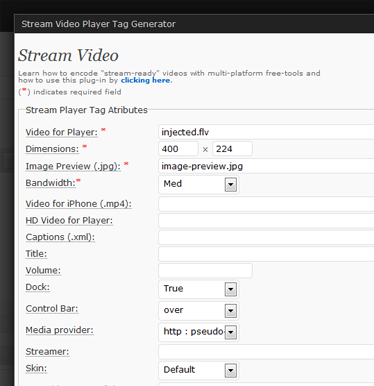 Stream Video Player Tag Generator
Stream Video
Learn how to encode "stream-ready" videos with multi-platform free-tools and
how to use this plug-in by clicking here.
(*) indicates required field
Stream Player Tag Atributes
Video for Player: * injected.flv
Dimensions: * 400 × 224
Image Preview (.jpg): * image-preview.jpg
Bandwidth:* Med
Video for iPhone (.mp4):
HD Video for Player:
Captions (.xml):
Title:
Volume:
Dock: True
Control Bar: over
Media provider: http : pseudo-
Streamer:
Skin: Default